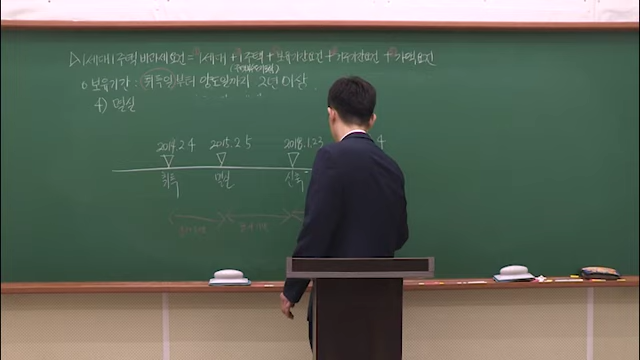 ▷ 1세대 1주택 비과세요건 = 1세대 + 1주택 + 보유기간요건 + 거주기간요건 + 가액요건
o 보유기간 : 취득일부터 양도일까지 2년 이상
4) 멸실
2014.2.4 2015.2.5 2018.1.23 4
취득 멸실 신축